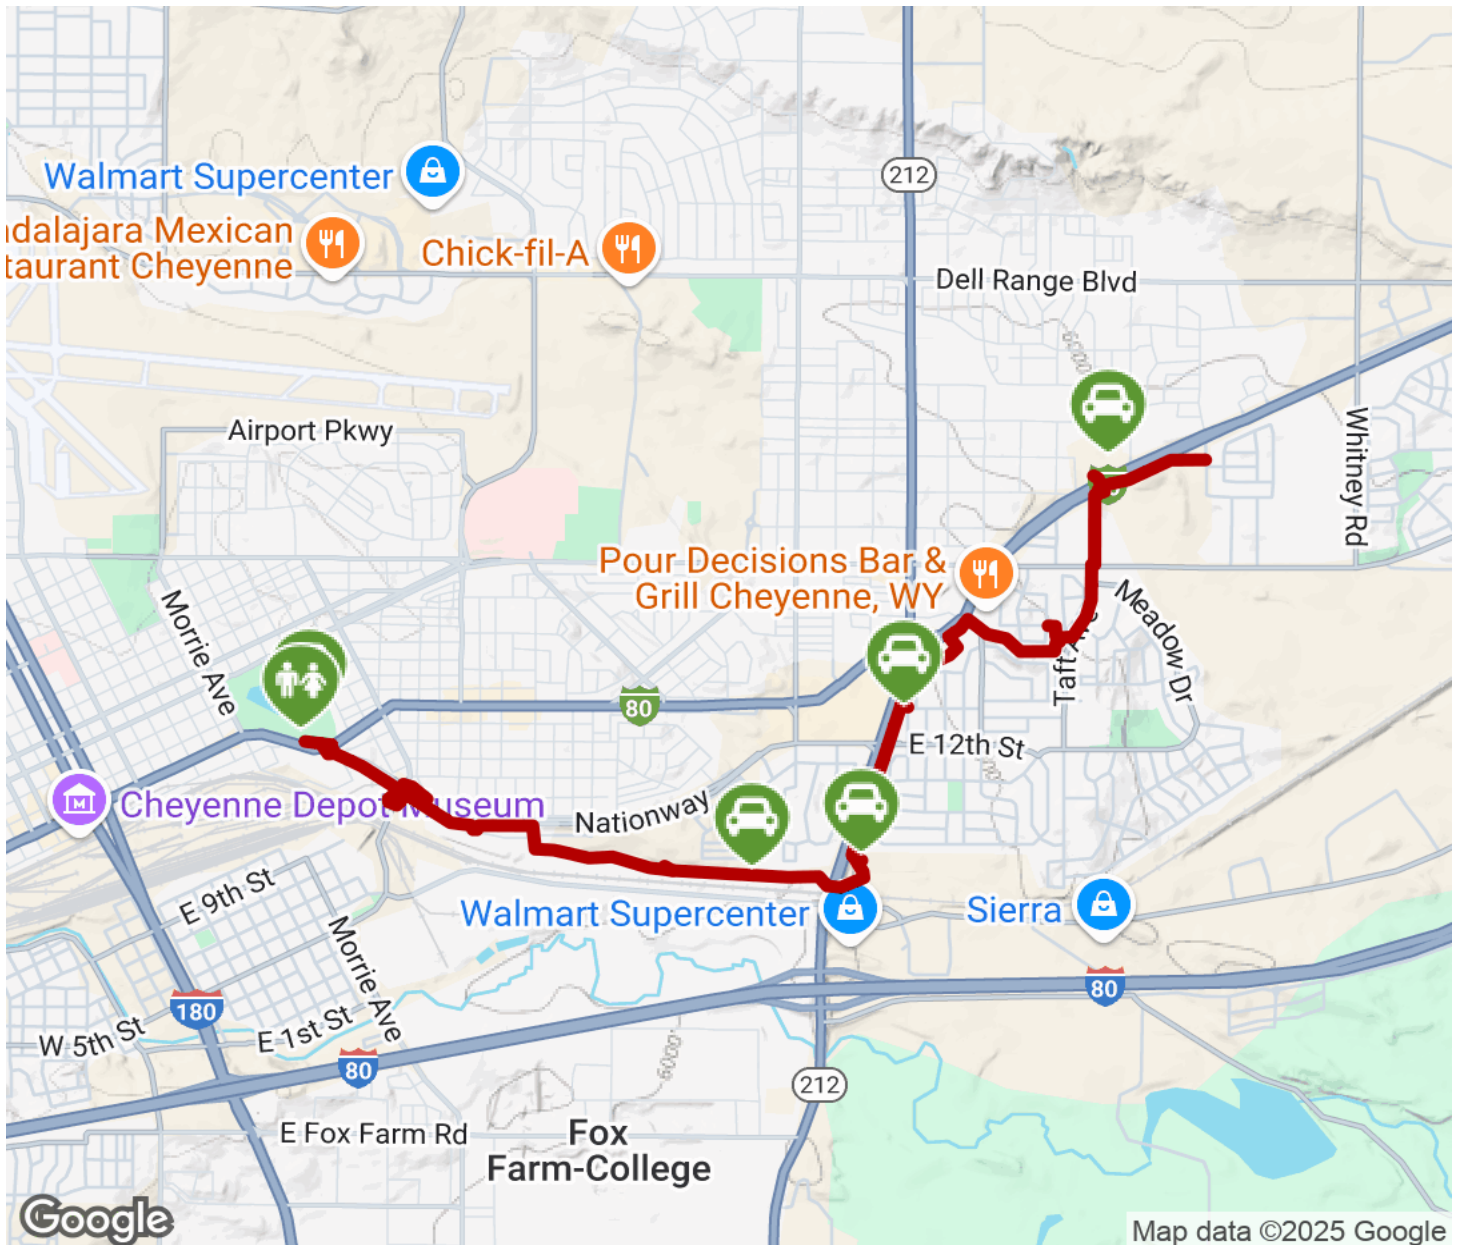 Walmart Supercenter
212
adalajara Mexican
taurant Cheyenne
Chick-fil-A
Dell Range Blvd
Airport Pkwy
Whitney Rd
Pour Decisions Bar &
Grill Cheyenne, WY
Morrie Ave
Meadow Dr
Taft Ave
80
E 12th St
Cheyenne Depot Museum
Nationway
E 9th St
Walmart Supercenter
Sierra
Morrie Ave
180
80
W 5th St
E 1st St
80
212
E Fox Farm Rd
Fox
Farm-College
Google
Map data ©2025 Google